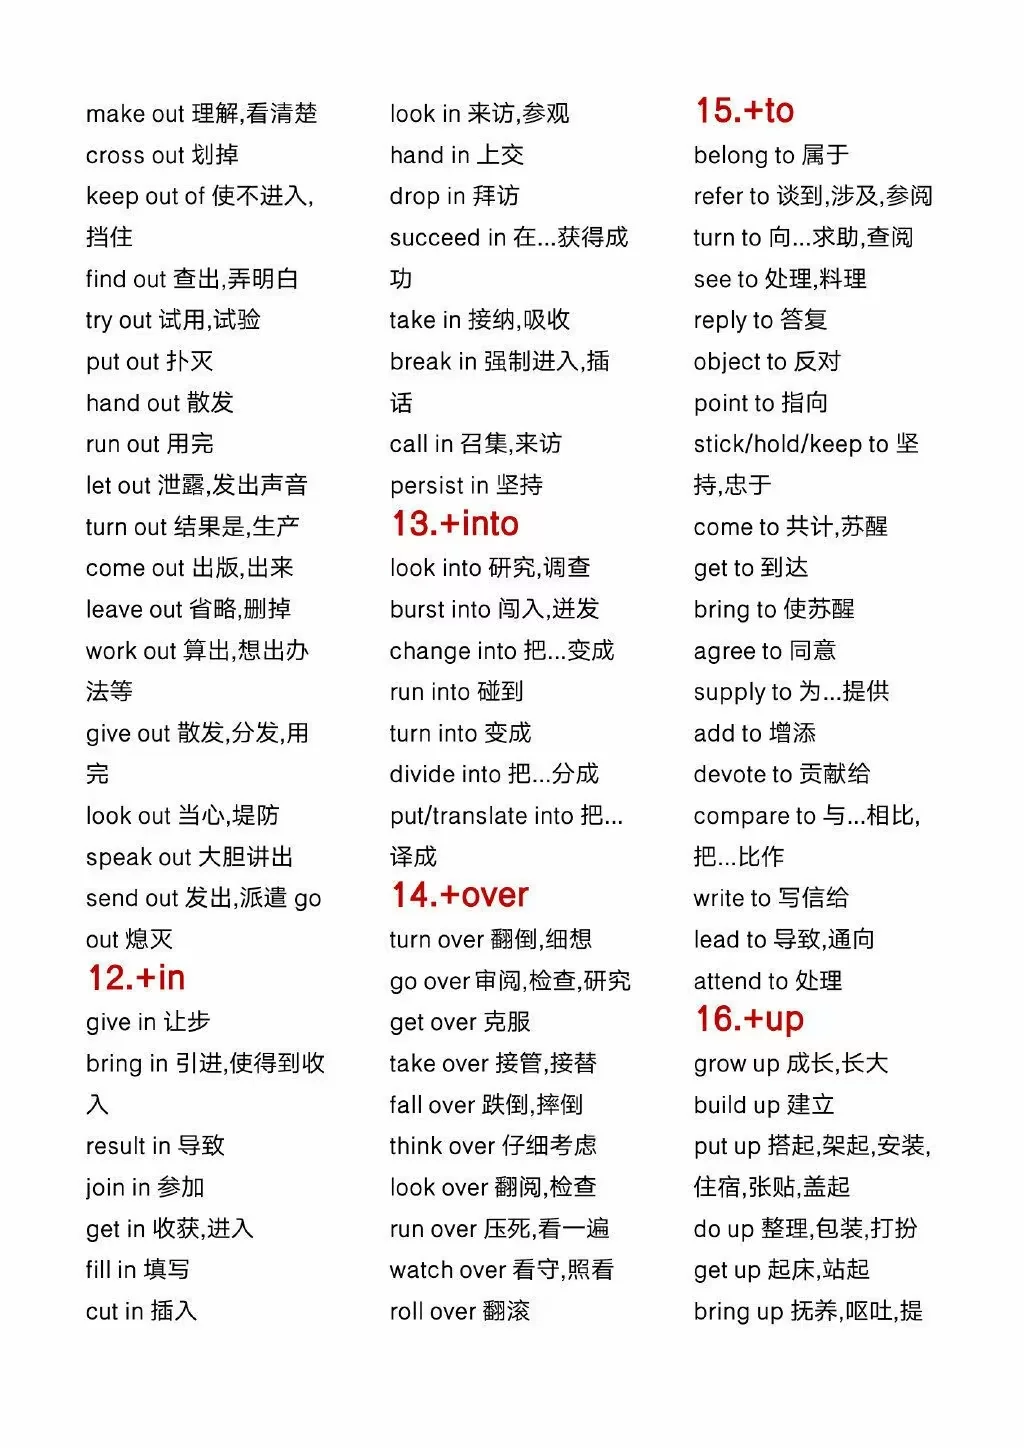 make out 理解,看清楚
cross out 划掉
keep out of 使不进入,
挡住
find out 查出,弄明白
try out 试用,试验
put out 扑灭
hand out 散发
run out 用完
let out 泄露,发出声音
turn out 结果是,生产
come out 出版,出来
leave out 省略,删掉
work out 算出,想出办
法等
give out 散发,分发,用
完
look out 当心,堤防
speak out 大胆讲出
send out 发出,派遣 go
out 熄灭
12.+in
give in 让步
bring in 引进,使得到收
入
result in 导致
join in 参加
get in 收获,进入
fill in 填写
cut in 插入
look in 来访,参观
hand in 上交
drop in 拜访
succeed in 在...获得成
功
take in 接纳,吸收
break in 强制进入,插
话
call in 召集,来访
persist in 坚持
13.+into
look into 研究,调查
burst into 闯入,迸发
change into 把...变成
run into 碰到
turn into 变成
divide into 把...分成
put/translate into 把...
译成
14.+over
turn over 翻倒,细想
go over 审阅,检查,研究
get over 克服
take over 接管,接替
fall over 跌倒,摔倒
think over 仔细考虑
look over 翻阅,检查
run over 压死,看一遍
watch over 看守,照看
roll over 翻滚
15.+to
belong to 属于
refer to 谈到,涉及,参阅
turn to 向...求助,查阅
see to 处理,料理
reply to 答复
object to 反对
point to 指向
stick/hold/keep to 坚
持,忠于
come to 共计,苏醒
get to 到达
bring to 使苏醒
agree to 同意
supply to 为...提供
add to 增添
devote to 贡献给
compare to 与...相比,
把...比作
write to 写信给
lead to 导致,通向
attend to 处理
16.+up
grow up 成长,长大
build up 建立
put up 搭起,架起,安装,
住宿,张贴,盖起
do up 整理,包装,打扮
get up 起床,站起
bring up 抚养,呕吐,提